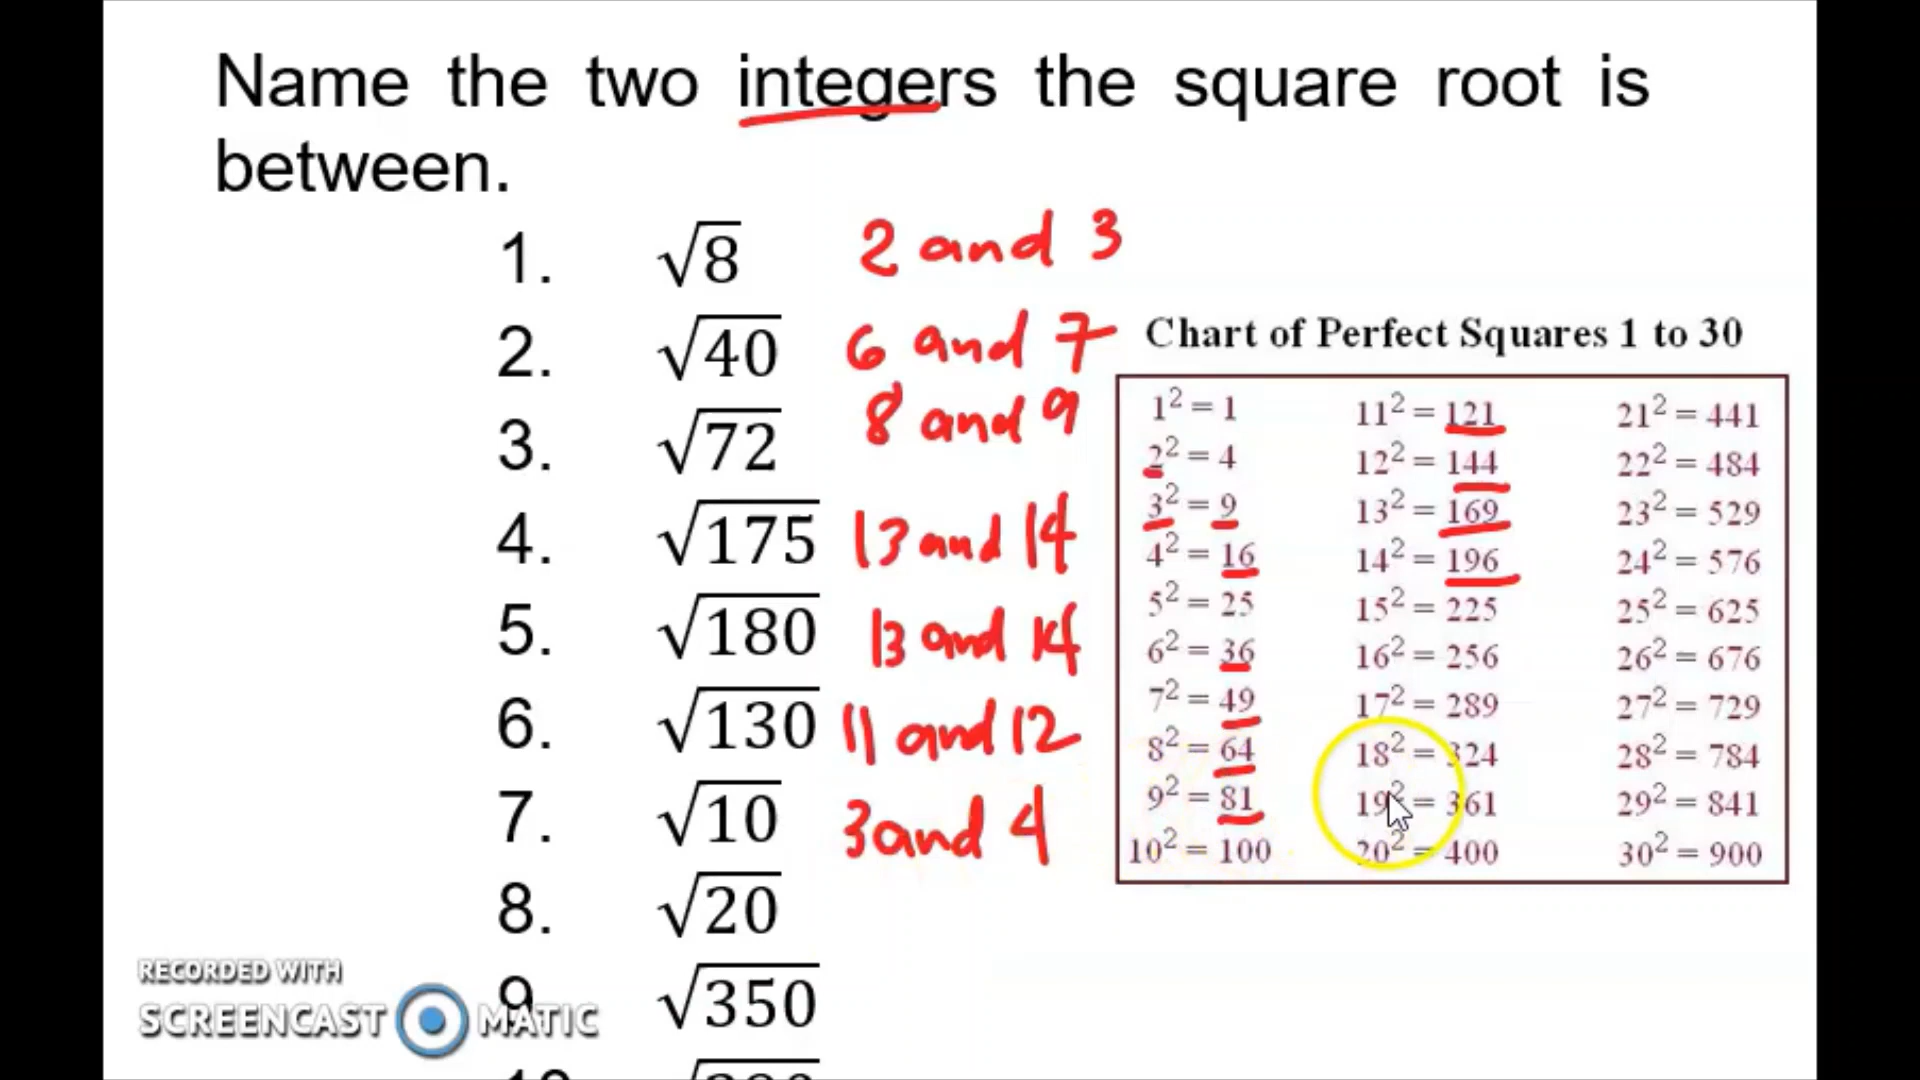 Name the two integers the square root is
between.
1. √8 2 and 3
2. √40 6 and 7
3. √72 8 and 9
4. √175 13 and 14
5. √180 13 and 14
6. √130 11 and 12
7. √10 3 and 4
8. √20
9. √350
Chart of Perfect Squares 1 to 30
1² = 1 11² = 121 21² = 441
2² = 4 12² = 144 22² = 484
3² = 9 13² = 169 23² = 529
4² = 16 14² = 196 24² = 576
5² = 25 15² = 225 25² = 625
6² = 36 16² = 256 26² = 676
7² = 49 17² = 289 27² = 729
8² = 64 18² = 324 28² = 784
9² = 81 19² = 361 29² = 841
10² = 100 20² = 400 30² = 900
RECORDED WITH
SCREENCAST MATIC